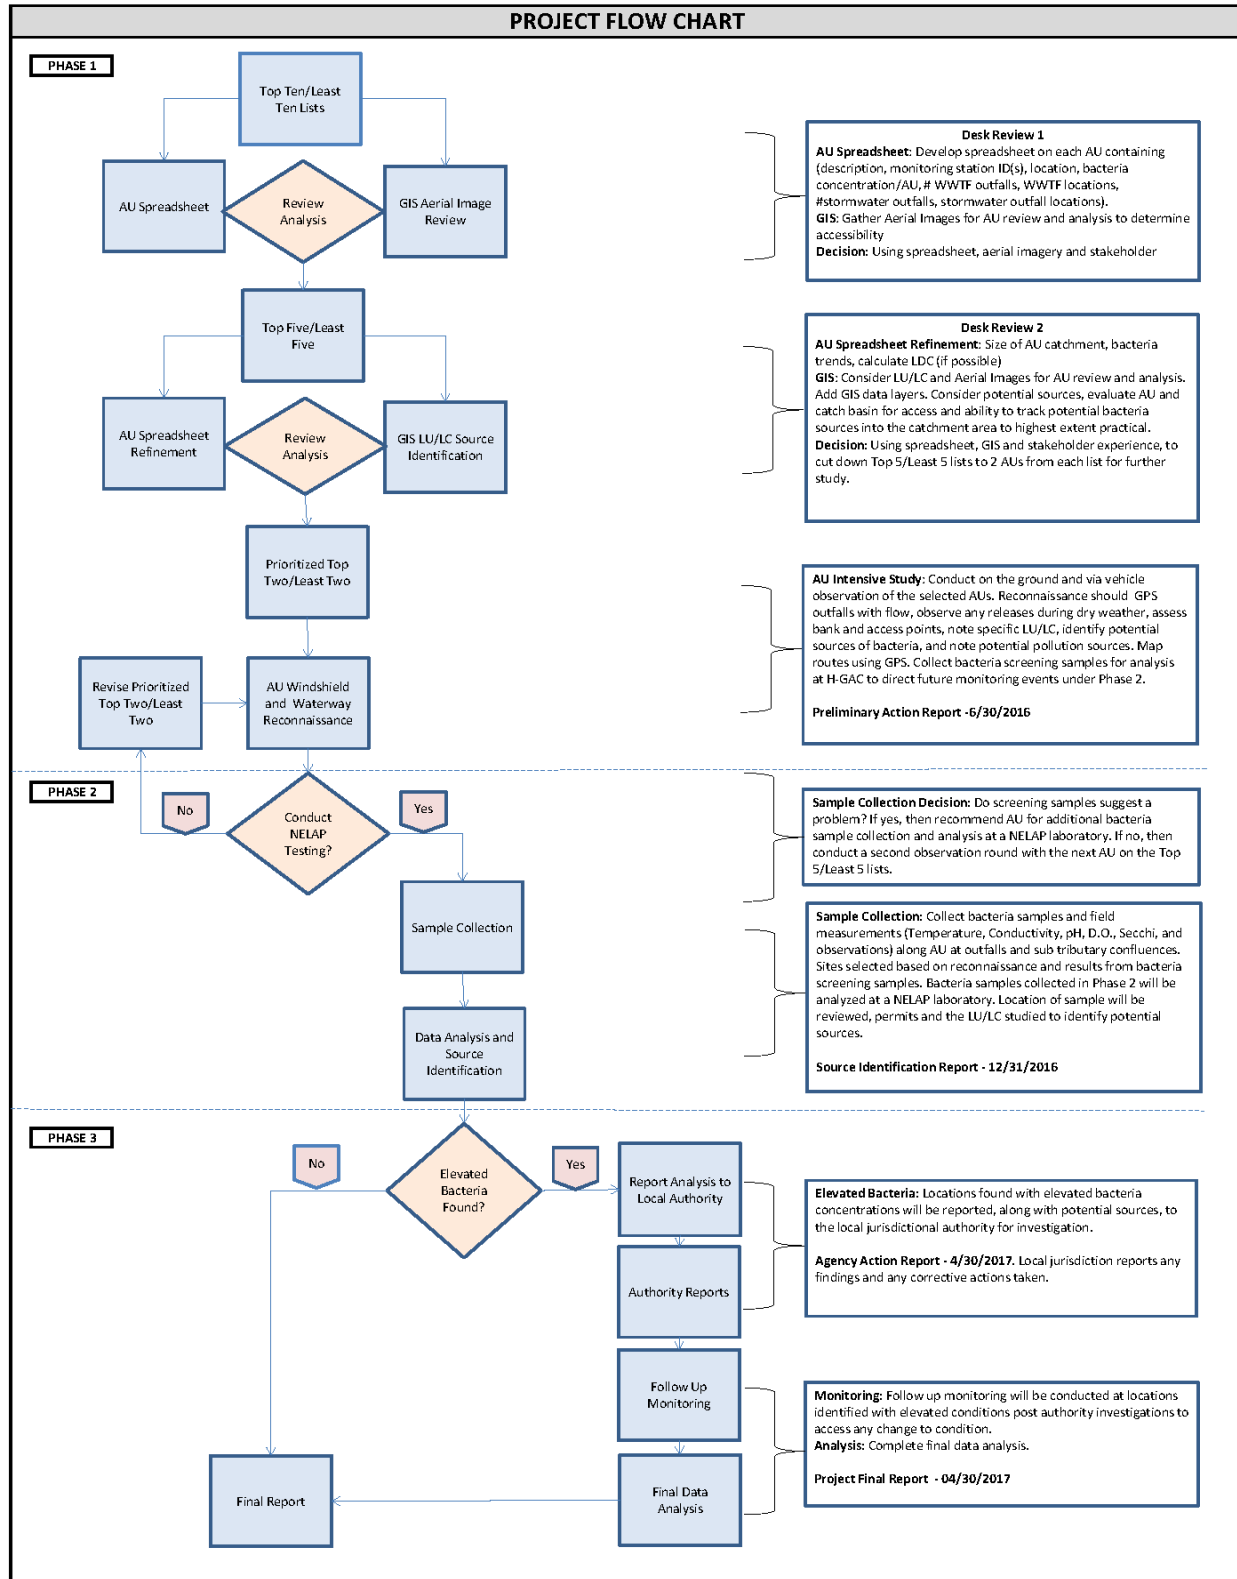 PROJECT FLOW CHART
PHASE 1
Top Ten/Least
Ten Lists
AU Spreadsheet
Review
Analysis
GIS Aerial Image
Review
Desk Review 1
AU Spreadsheet: Develop spreadsheet on each AU containing
(description, monitoring station ID(s), location, bacteria
concentration/AU, # WWTF outfalls, WWTF locations,
#stormwater outfalls, stormwater outfall locations).
GIS: Gather Aerial Images for AU review and analysis to determine
accessibility
Decision: Using spreadsheet, aerial imagery and stakeholder
Top Five/Least
Five
AU Spreadsheet
Refinement
Review
Analysis
GIS LU/LC Source
Identification
Desk Review 2
AU Spreadsheet Refinement: Size of AU catchment, bacteria
trends, calculate LDC (if possible)
GIS: Consider LU/LC and Aerial Images for AU review and analysis.
Add GIS data layers. Consider potential sources, evaluate AU and
catch basin for access and ability to track potential bacteria
sources into the catchment area to highest extent practical.
Decision: Using spreadsheet, GIS and stakeholder experience, to
cut down Top 5/Least 5 lists to 2 AUs from each list for further
study.
Prioritized Top
Two/Least Two
Revise Prioritized
Top Two/Least
Two
AU Windshield
and Waterway
Reconnaissance
AU Intensive Study: Conduct on the ground and via vehicle
observation of the selected AUs. Reconnaissance should GPS
outfalls with flow, observe any releases during dry weather, assess
bank and access points, note specific LU/LC, identify potential
sources of bacteria, and note potential pollution sources. Map
routes using GPS. Collect bacteria screening samples for analysis
at H-GAC to direct future monitoring events under Phase 2.
Preliminary Action Report -6/30/2016
PHASE 2
No
Conduct
NELAP
Testing?
Yes
Sample Collection Decision: Do screening samples suggest a
problem? If yes, then recommend AU for additional bacteria
sample collection and analysis at a NELAP laboratory. If no, then
conduct a second observation round with the next AU on the Top
5/Least 5 lists.
Sample Collection
Data Analysis and
Source
Identification
Sample Collection: Collect bacteria samples and field
measurements (Temperature, Conductivity, pH, D.O., Secchi, and
observations) along AU at outfalls and sub tributary confluences.
Sites selected based on reconnaissance and results from bacteria
screening samples. Bacteria samples collected in Phase 2 will be
analyzed at a NELAP laboratory. Location of sample will be
reviewed, permits and the LU/LC studied to identify potential
sources.
Source Identification Report - 12/31/2016
PHASE 3
No
Elevated
Bacteria
Found?
Yes
Report Analysis to
Local Authority
Authority Reports
Elevated Bacteria: Locations found with elevated bacteria
concentrations will be reported, along with potential sources, to
the local jurisdictional authority for investigation.
Agency Action Report - 4/30/2017. Local jurisdiction reports any
findings and any corrective actions taken.
Follow Up
Monitoring
Final Data
Analysis
Final Report
Monitoring: Follow up monitoring will be conducted at locations
identified with elevated conditions post authority investigations to
access any change to condition.
Analysis: Complete final data analysis.
Project Final Report - 04/30/2017